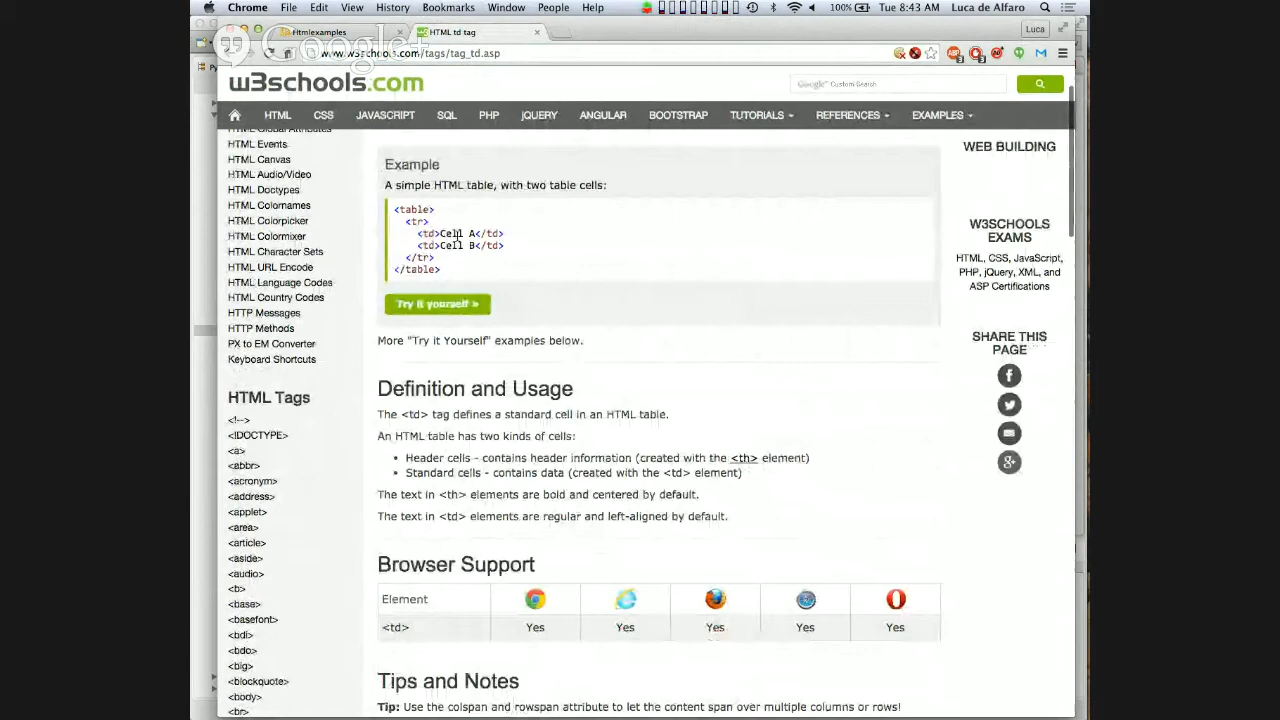 Chrome File Edit View History Bookmarks Window People Help 100% Tue 8:43 AM Luca de Alfaro
Google+
htmlexamples HTML td tag Luca
www.w3schools.com/tags/tag_td.asp
w3schools.com Google Custom Search
HTML CSS JAVASCRIPT SQL PHP jQUERY ANGULAR BOOTSTRAP TUTORIALS REFERENCES EXAMPLES
HTML Global Attributes
HTML Events
HTML Canvas
HTML Audio/Video
HTML Doctypes
HTML Colornames
HTML Colorpicker
HTML Colormixer
HTML Character Sets
HTML URL Encode
HTML Language Codes
HTML Country Codes
HTTP Messages
HTTP Methods
PX to EM Converter
Keyboard Shortcuts
HTML Tags
<!-->
<!DOCTYPE>
<a>
<abbr>
<acronym>
<address>
<applet>
<area>
<article>
<aside>
<audio>
<b>
<base>
<basefont>
<bdi>
<bdo>
<big>
<blockquote>
<body>
<br>
Example
A simple HTML table, with two table cells:
<table>
<tr>
<td>Cell A</td>
<td>Cell B</td>
</tr>
</table>
Try it yourself »
More "Try it Yourself" examples below.
Definition and Usage
The <td> tag defines a standard cell in an HTML table.
An HTML table has two kinds of cells:
• Header cells - contains header information (created with the <th> element)
• Standard cells - contains data (created with the <td> element)
The text in <th> elements are bold and centered by default.
The text in <td> elements are regular and left-aligned by default.
Browser Support
Element
<td> Yes Yes Yes Yes Yes
Tips and Notes
Tip: Use the colspan and rowspan attribute to let the content span over multiple columns or rows!
WEB BUILDING
W3SCHOOLS
EXAMS
HTML, CSS, JavaScript,
PHP, jQuery, XML, and
ASP Certifications
SHARE THIS
PAGE